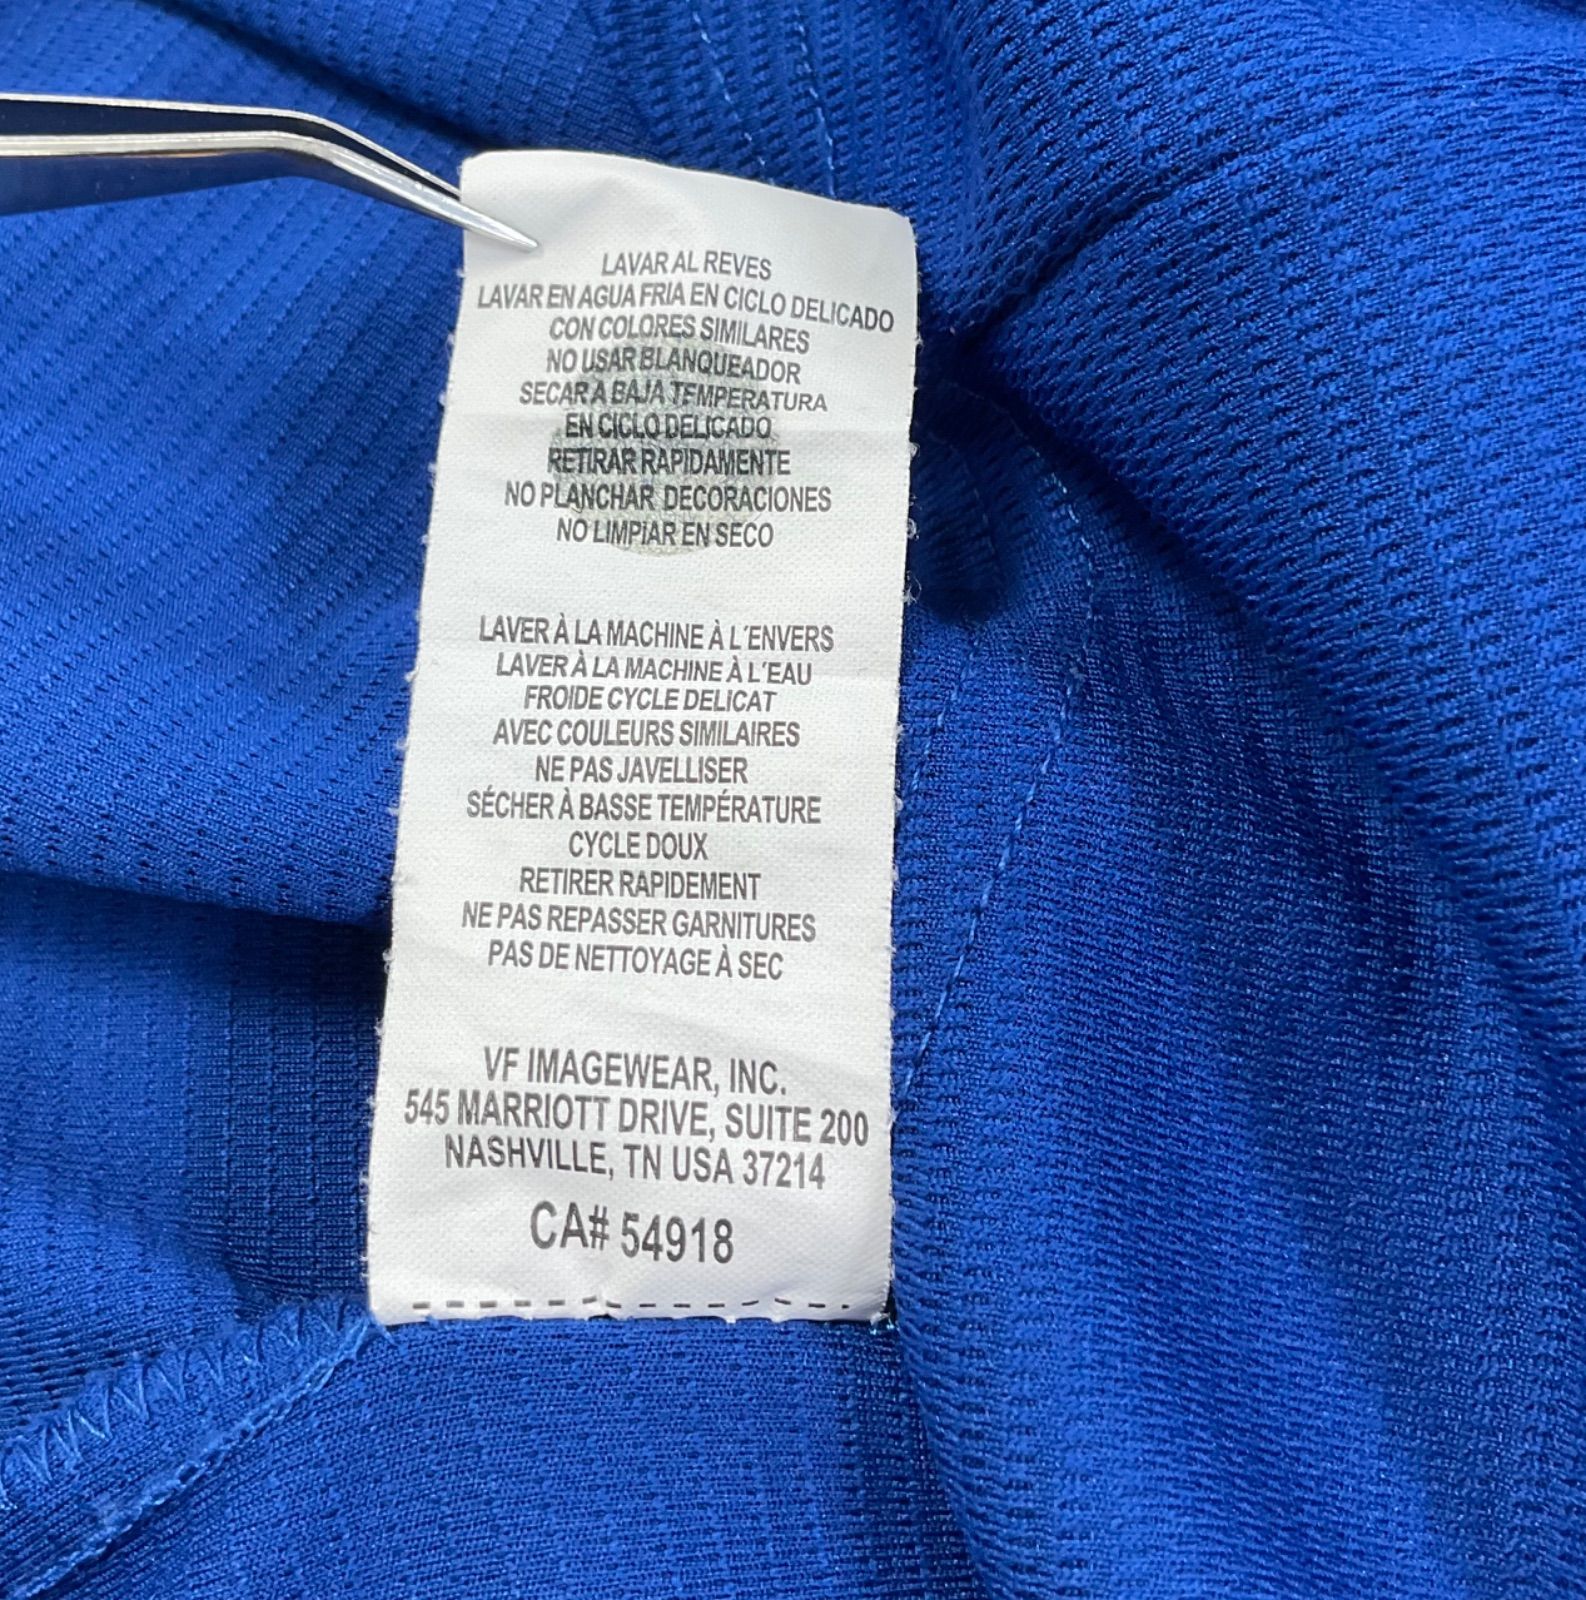 LAVAR AL REVES
LAVAR EN AGUA FRIA EN CICLO DELICADO
CON COLORES SIMILARES
NO USAR BLANQUEADOR
SECAR A BAJA TEMPERATURA
EN CICLO DELICADO
RETIRAR RAPIDAMENTE
NO PLANCHAR DECORACIONES
NO LIMPIAR EN SECO
LAVER À LA MACHINE À L´ENVERS
LAVER À LA MACHINE À L´EAU
FROIDE CYCLE DELICAT
AVEC COULEURS SIMILAIRES
NE PAS JAVELLISER
SÉCHER À BASSE TEMPÉRATURE
CYCLE DOUX
RETIRER RAPIDEMENT
NE PAS REPASSER GARNITURES
PAS DE NETTOYAGE À SEC
VF IMAGEWEAR, INC.
545 MARRIOTT DRIVE, SUITE 200
NASHVILLE, TN USA 37214
CA# 54918